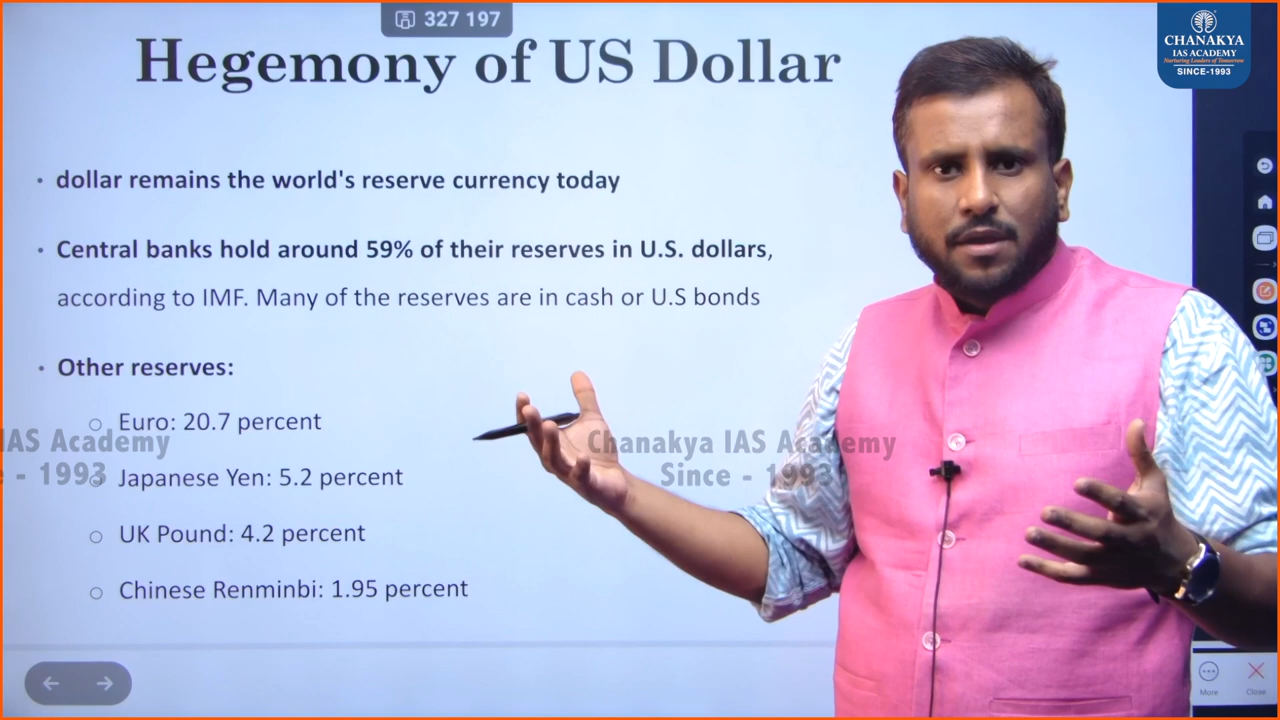 327 197
Hegemony of US Dollar
CHANAKYA
IAS ACADEMY
Nurturing Leaders of Tomorrow
SINCE-1993
• dollar remains the world's reserve currency today
• Central banks hold around 59% of their reserves in U.S. dollars,
according to IMF. Many of the reserves are in cash or U.S bonds
• Other reserves:
○ Euro: 20.7 percent
○ Japanese Yen: 5.2 percent
○ UK Pound: 4.2 percent
○ Chinese Renminbi: 1.95 percent
IAS Academy
- 1993
Chanakya IAS Academy
Since - 1993
More
Close